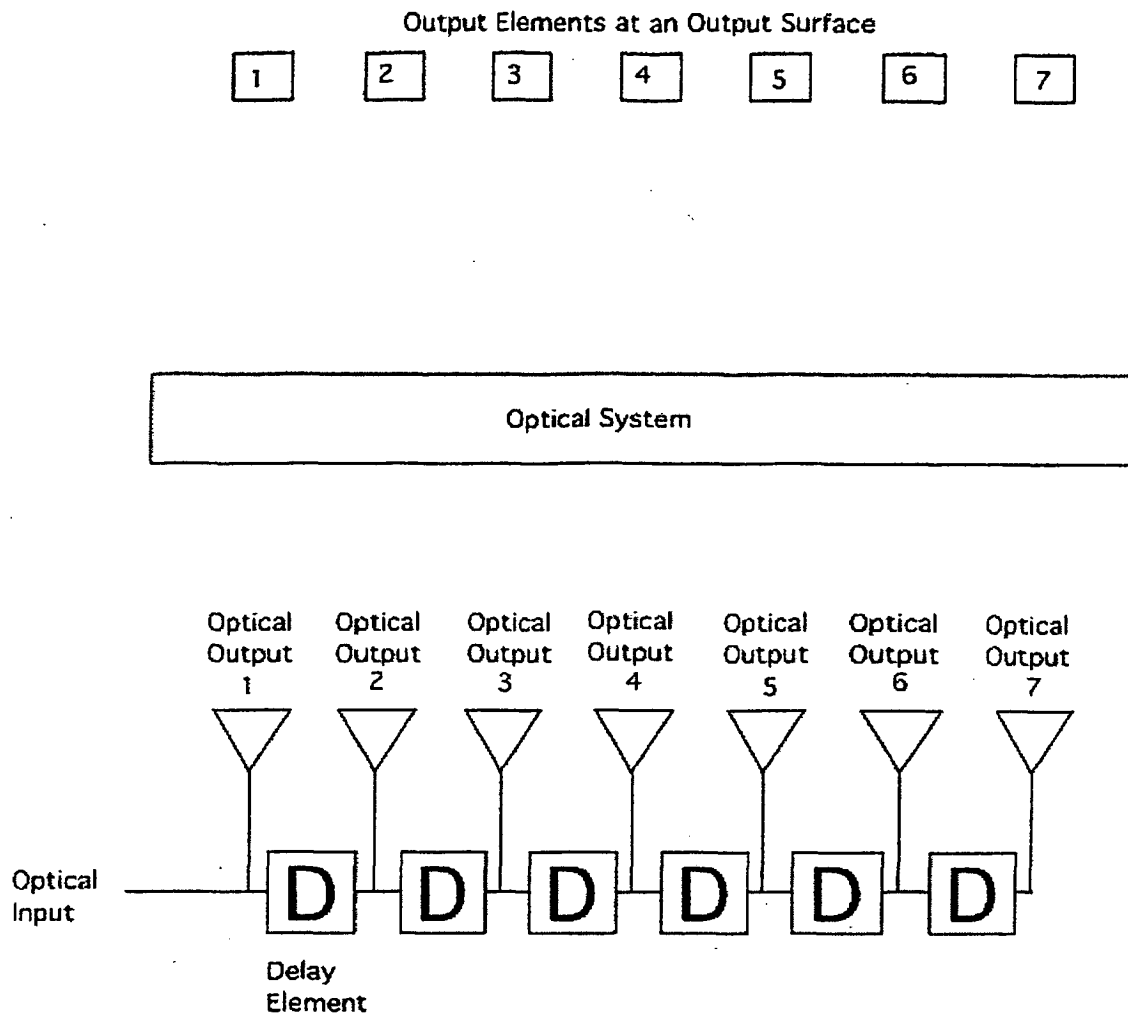 Output Elements at an Output Surface
1 2 3 4 5 6 7
Optical System
Optical Optical Optical Optical Optical Optical Optical
Output Output Output Output Output Output Output
1 2 3 4 5 6 7
Optical
Input
D D D D D D
Delay
Element